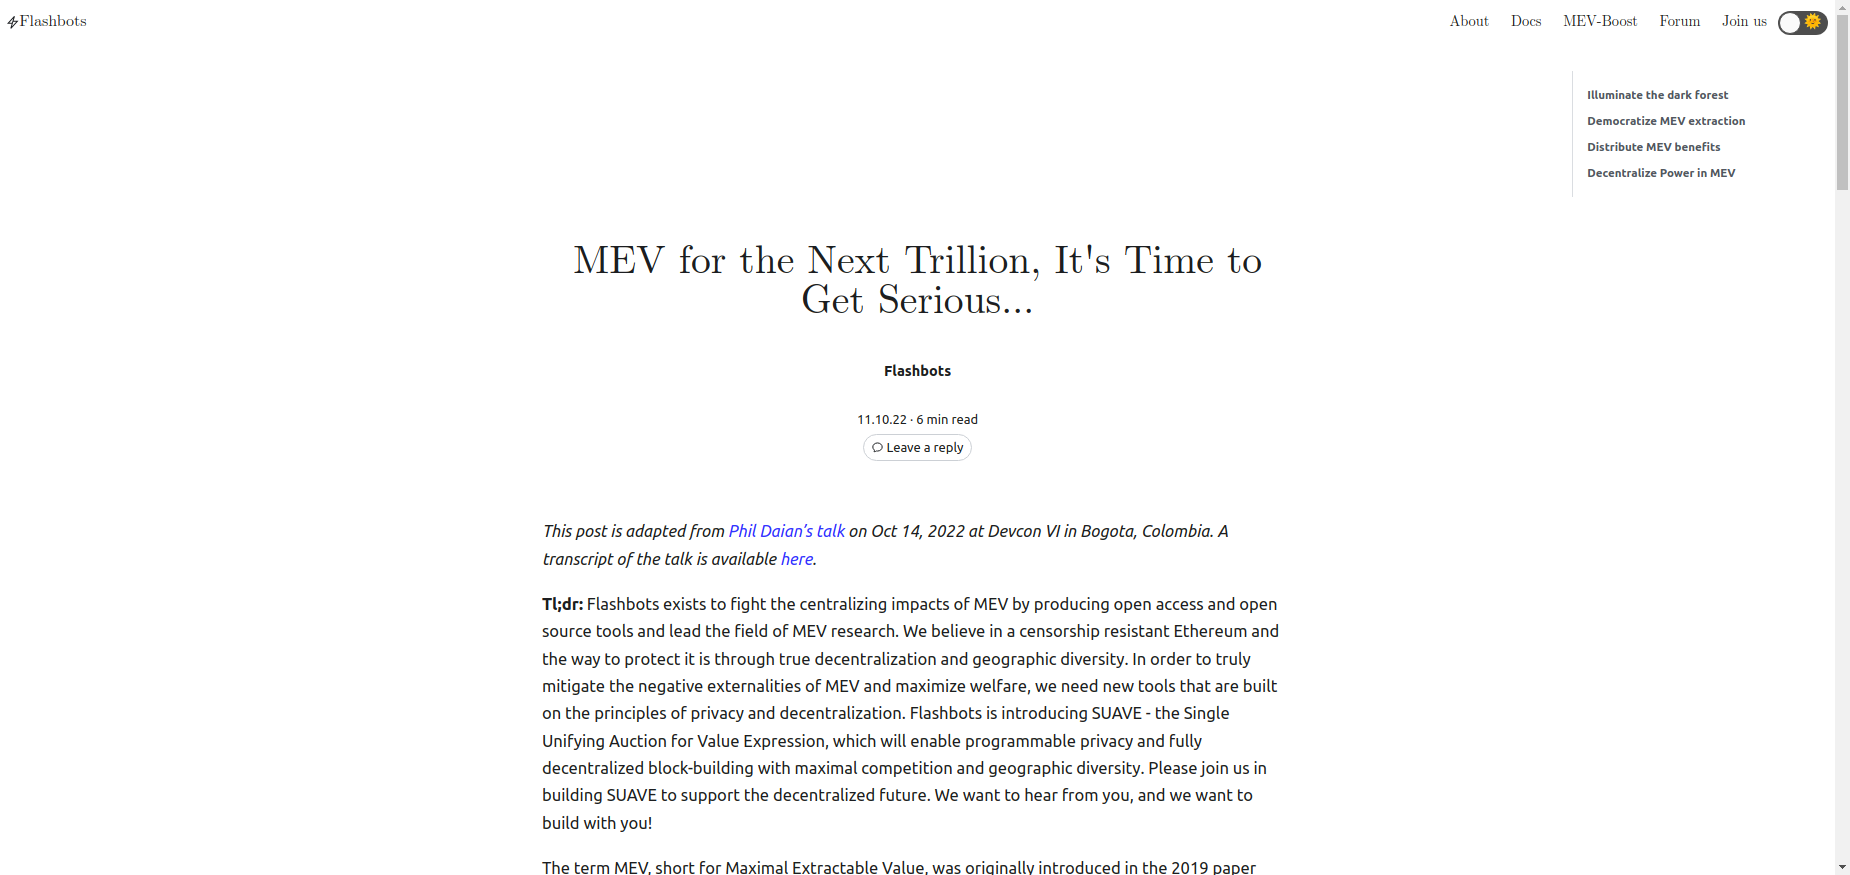 Flashbots
About Docs MEV-Boost Forum Join us
Illuminate the dark forest
Democratize MEV extraction
Distribute MEV benefits
Decentralize Power in MEV
MEV for the Next Trillion, It's Time to
Get Serious...
Flashbots
11.10.22 · 6 min read
Leave a reply
This post is adapted from Phil Daian’s talk on Oct 14, 2022 at Devcon VI in Bogota, Colombia. A
transcript of the talk is available here.
Tl;dr: Flashbots exists to fight the centralizing impacts of MEV by producing open access and open
source tools and lead the field of MEV research. We believe in a censorship resistant Ethereum and
the way to protect it is through true decentralization and geographic diversity. In order to truly
mitigate the negative externalities of MEV and maximize welfare, we need new tools that are built
on the principles of privacy and decentralization. Flashbots is introducing SUAVE - the Single
Unifying Auction for Value Expression, which will enable programmable privacy and fully
decentralized block-building with maximal competition and geographic diversity. Please join us in
building SUAVE to support the decentralized future. We want to hear from you, and we want to
build with you!
The term MEV, short for Maximal Extractable Value, was originally introduced in the 2019 paper